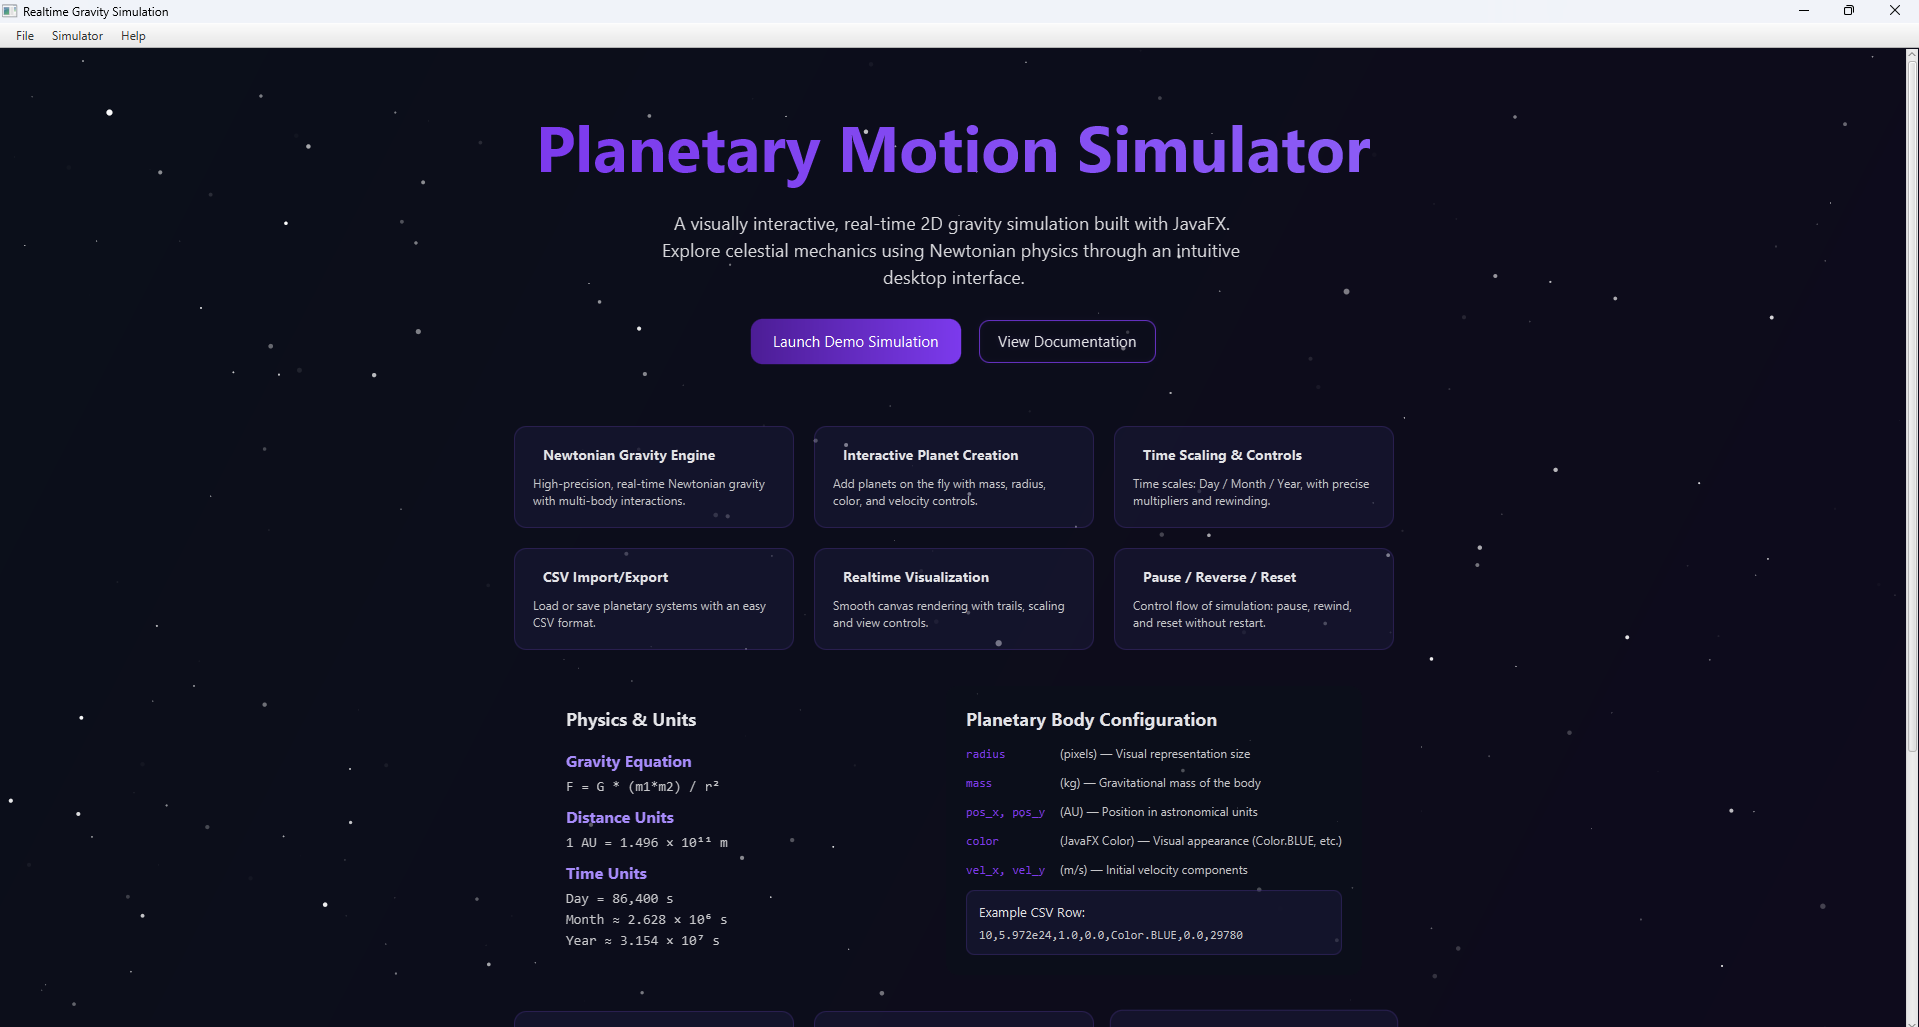 Realtime Gravity Simulation
File Simulator Help
Planetary Motion Simulator
A visually interactive, real-time 2D gravity simulation built with JavaFX.
Explore celestial mechanics using Newtonian physics through an intuitive
desktop interface.
Launch Demo Simulation
View Documentation
Newtonian Gravity Engine
High-precision, real-time Newtonian gravity
with multi-body interactions.
Interactive Planet Creation
Add planets on the fly with mass, radius,
color, and velocity controls.
Time Scaling & Controls
Time scales: Day / Month / Year, with precise
multipliers and rewinding.
CSV Import/Export
Load or save planetary systems with an easy
CSV format.
Realtime Visualization
Smooth canvas rendering with trails, scaling
and view controls.
Pause / Reverse / Reset
Control flow of simulation: pause, rewind,
and reset without restart.
Physics & Units
Gravity Equation
F = G * (m1*m2) / r²
Distance Units
1 AU = 1.496 × 10¹¹ m
Time Units
Day = 86,400 s
Month ≈ 2.628 × 10⁶ s
Year ≈ 3.154 × 10⁷ s
Planetary Body Configuration
radius (pixels) — Visual representation size
mass (kg) — Gravitational mass of the body
pos_x, pos_y (AU) — Position in astronomical units
color (JavaFX Color) — Visual appearance (Color.BLUE, etc.)
vel_x, vel_y (m/s) — Initial velocity components
Example CSV Row:
10,5.972e24,1.0,0.0,Color.BLUE,0.0,29780